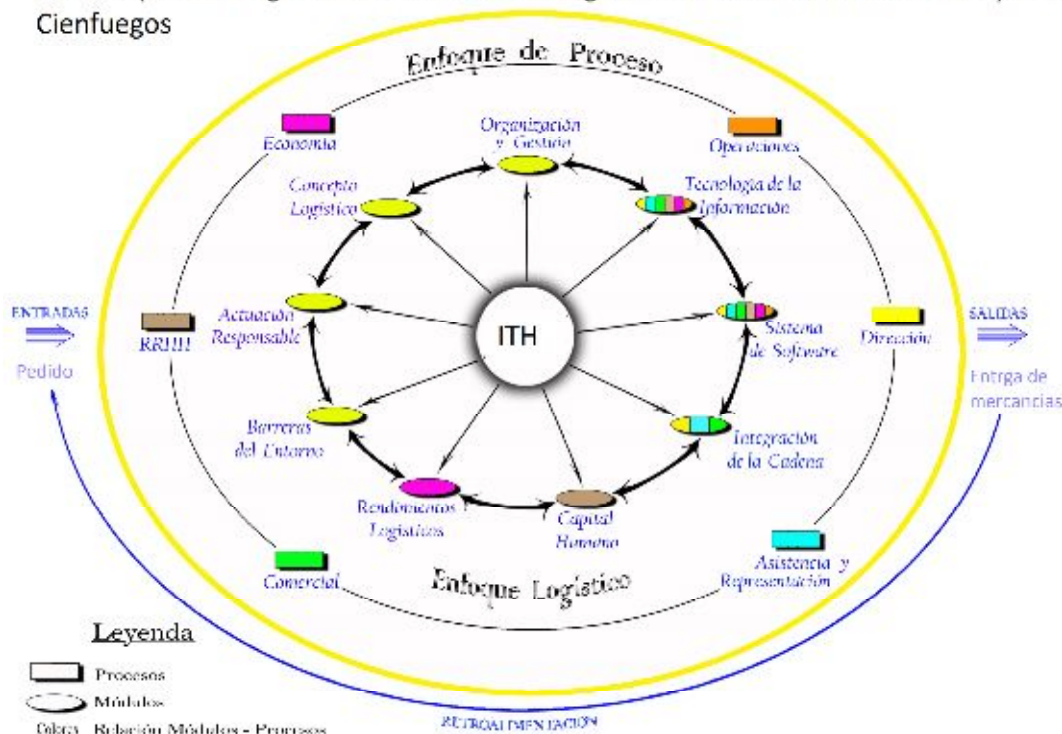 Cienfuegos
Enfoque de Proceso
Economía
Operaciones
Organización
y Gestión
Concepto
Logístico
Tecnología de la
Información
Actuación
Responsable
ITH
Sistema
de Software
ENTRADAS
Pedido
RRHH
Dirección
SALIDAS
Entrga de
mercancias
Barreras
del Entorno
Integración
de la Cadena
Rendimientos
Logísticos
Capital
Humano
Comercial
Enfoque Logístico
Asistencia y
Representación
Leyenda
Procesos
Módulos
Colores Relación Módulos - Procesos
RETROALIMENTACIÓN